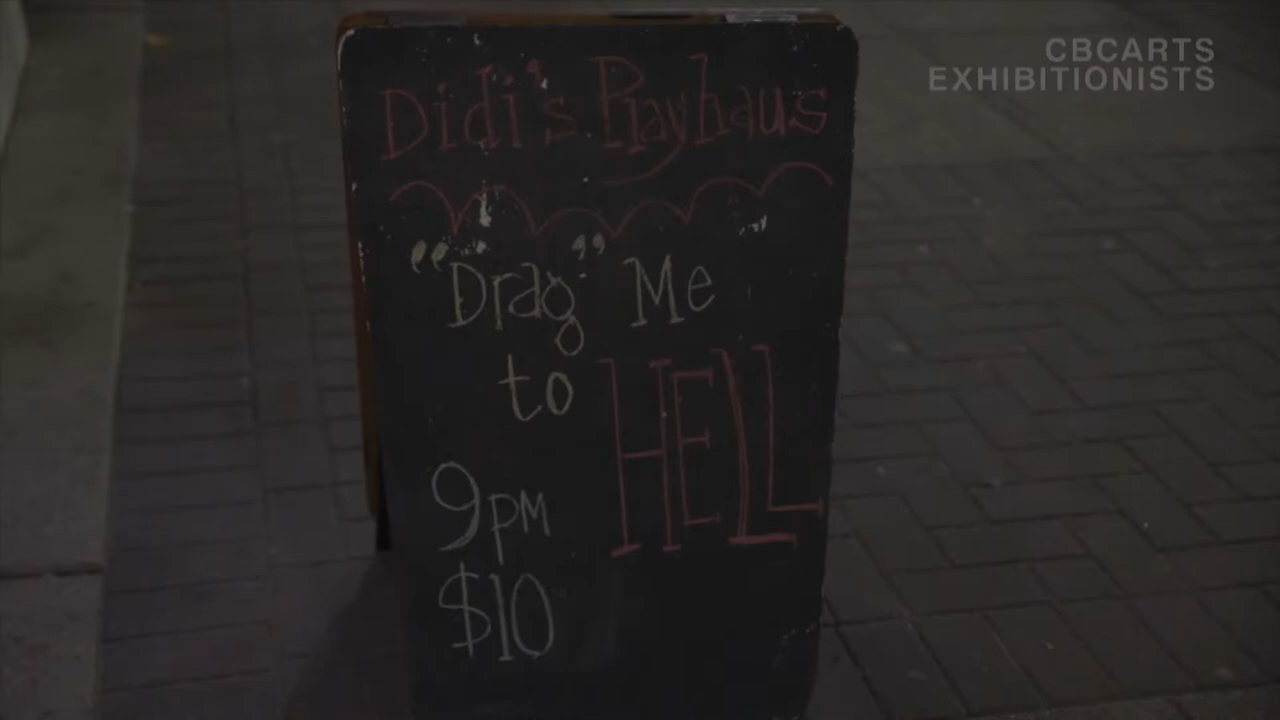 CBCARTS
EXHIBITIONISTS
Didi's Playhaus
"Drag" Me
to HELL
9pm
$10